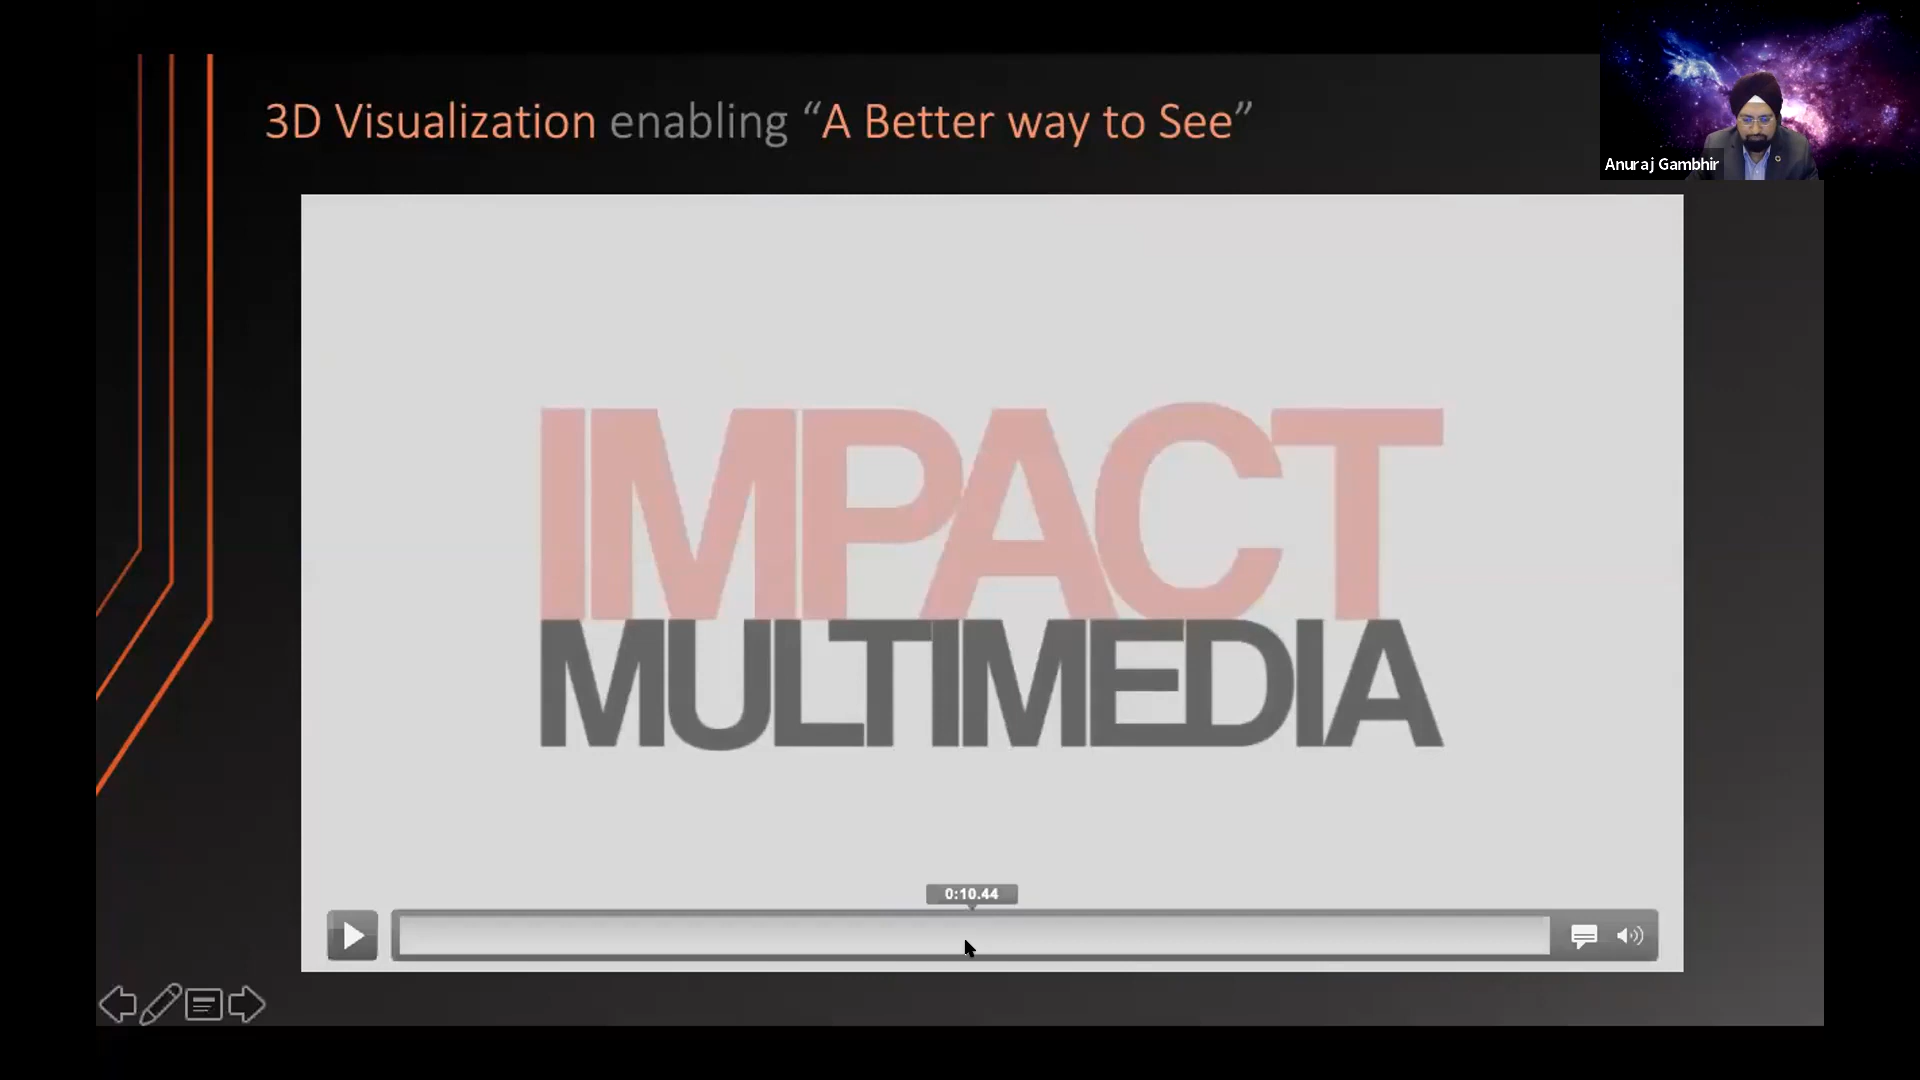 3D Visualization enabling “A Better way to See”
Anuraj Gambhir
IMPACT
MULTIMEDIA
0:10.44